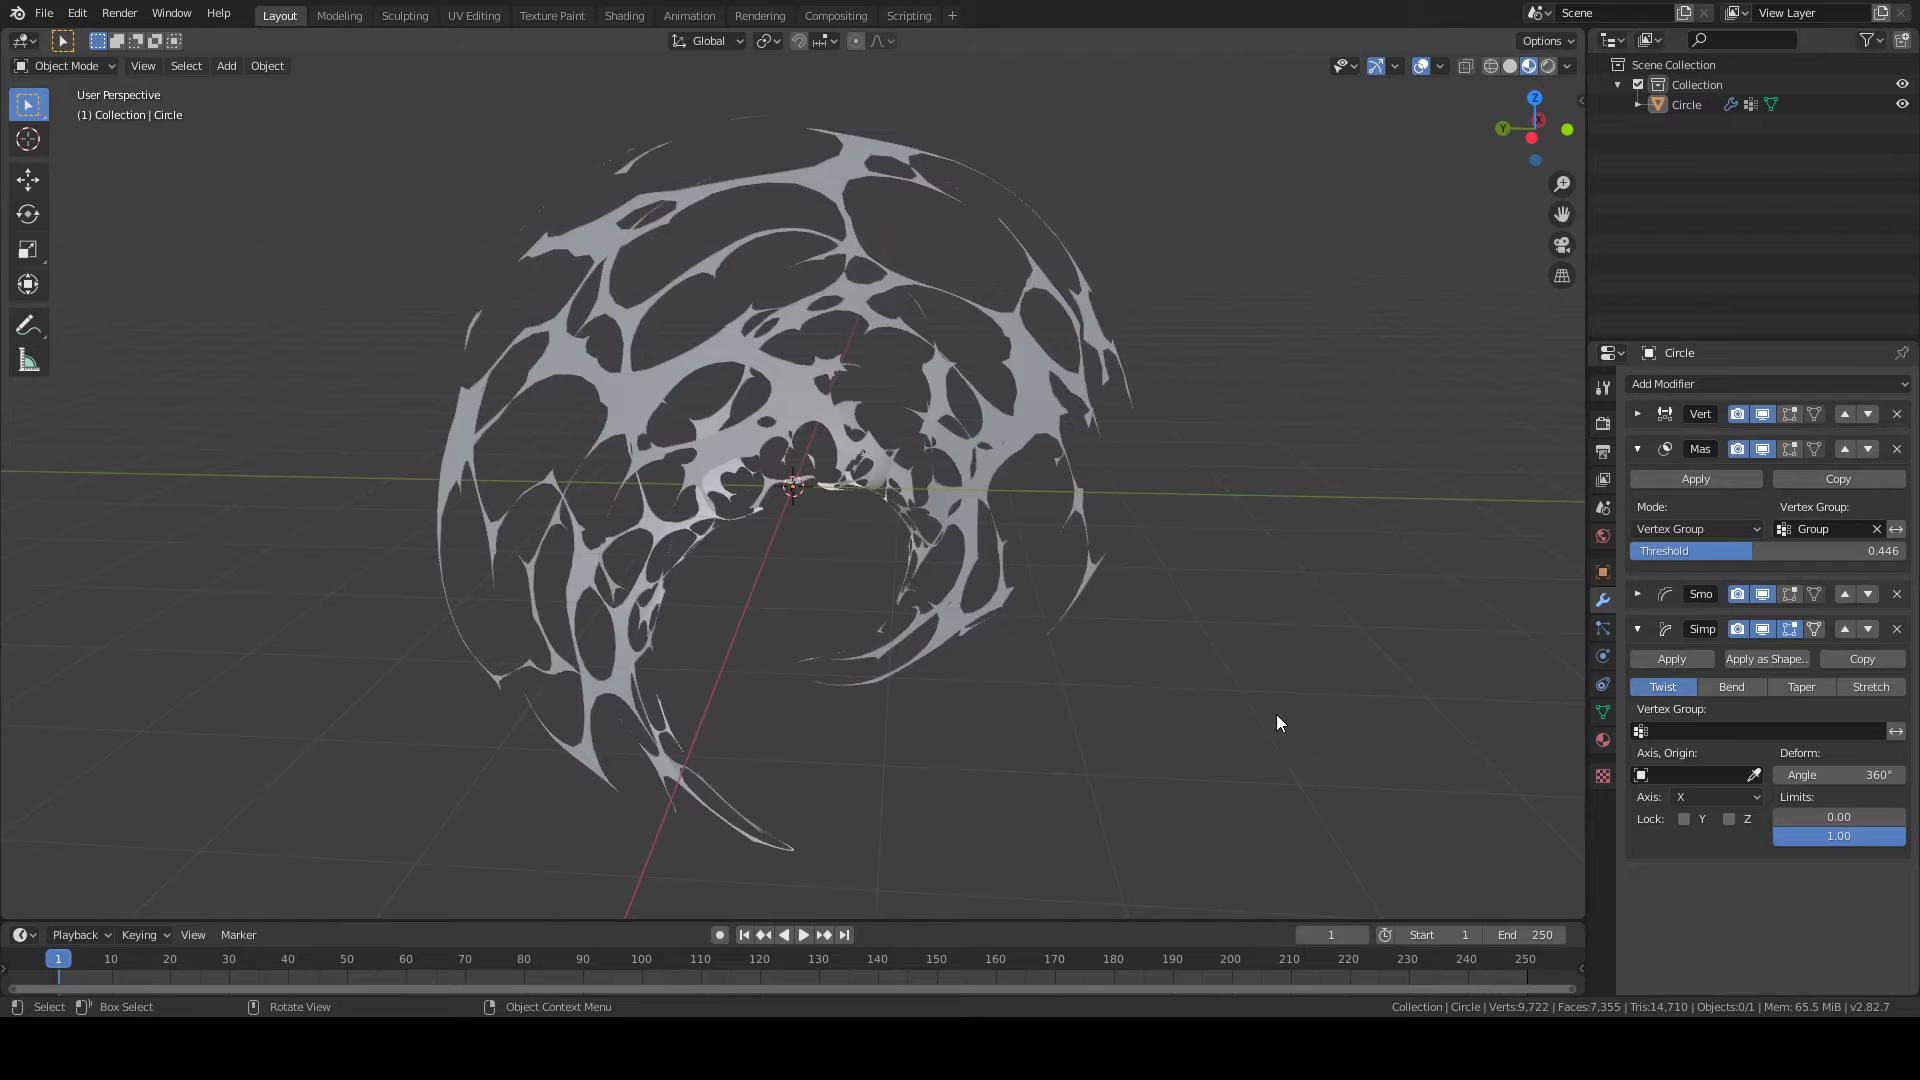 File Edit Render Window Help Layout Modeling Sculpting UV Editing Texture Paint Shading Animation Rendering Compositing Scripting + Scene View Layer
Global Options
Object Mode View Select Add Object
User Perspective
(1) Collection | Circle
Z
Y
X
Scene Collection
Collection
Circle
Circle
Add Modifier
Vert
Mas
Apply Copy
Mode: Vertex Group:
Vertex Group Group
Threshold 0.446
Smo
Simp
Apply Apply as Shape.. Copy
Twist Bend Taper Stretch
Vertex Group:
Axis, Origin: Deform:
Angle 360°
Axis: X Limits:
Lock: Y Z 0.00
1.00
Playback Keying View Marker 1 Start 1 End 250
1 10 20 30 40 50 60 70 80 90 100 110 120 130 140 150 160 170 180 190 200 210 220 230 240 250
Select Box Select Rotate View Object Context Menu Collection | Circle | Verts:9,722 | Faces:7,355 | Tris:14,710 | Objects:0/1 | Mem: 65.5 MiB | v2.82.7